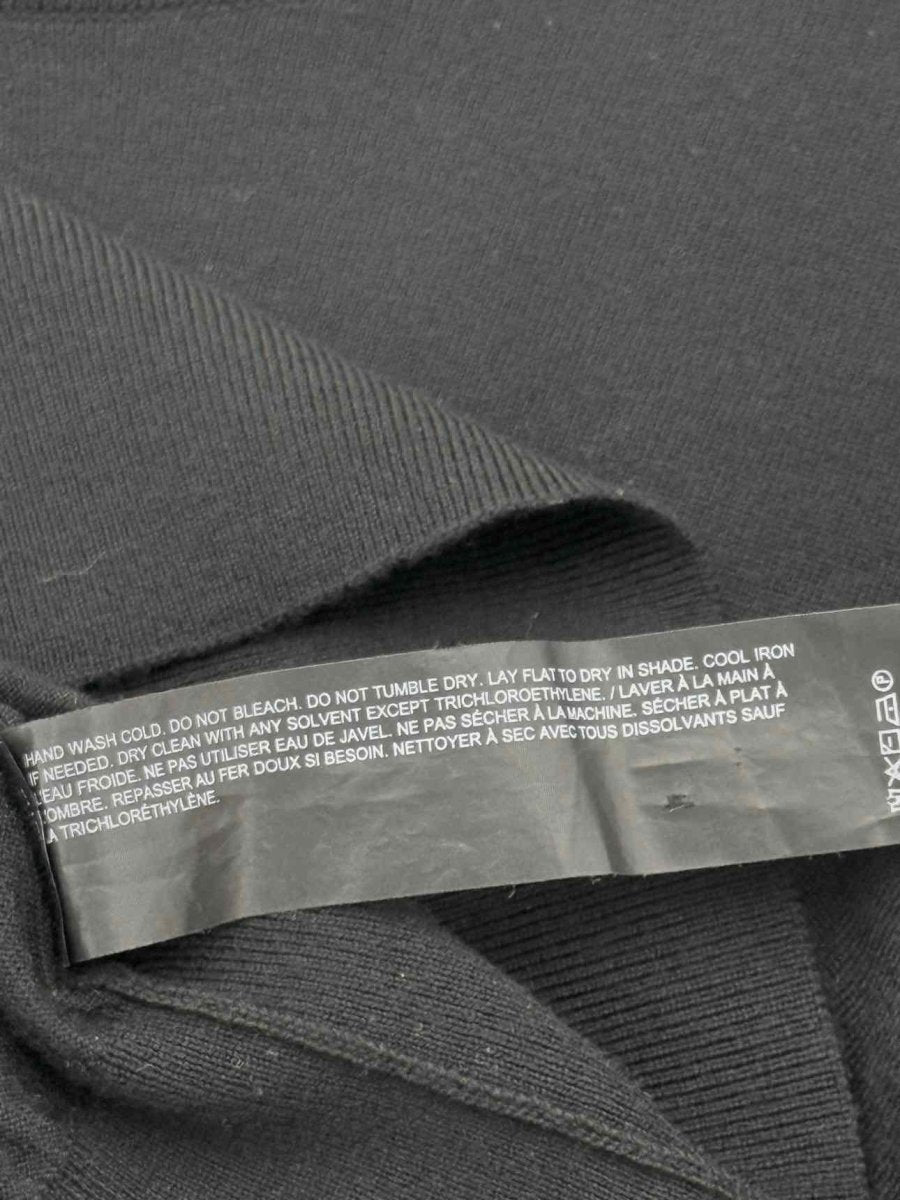 HAND WASH COLD. DO NOT BLEACH. DO NOT TUMBLE DRY. LAY FLAT TO DRY IN SHADE. COOL IRON
IF NEEDED. DRY CLEAN WITH ANY SOLVENT EXCEPT TRICHLOROETHYLENE. / LAVER À LA MAIN À
L'EAU FROIDE. NE PAS UTILISER EAU DE JAVEL. NE PAS SÈCHER À LA MACHINE. SÉCHER À PLAT À
L'OMBRE. REPASSER AU FER DOUX SI BESOIN. NETTOYER À SEC AVEC TOUS DISSOLVANTS SAUF
LA TRICHLORÉTHYLÈNE.
P